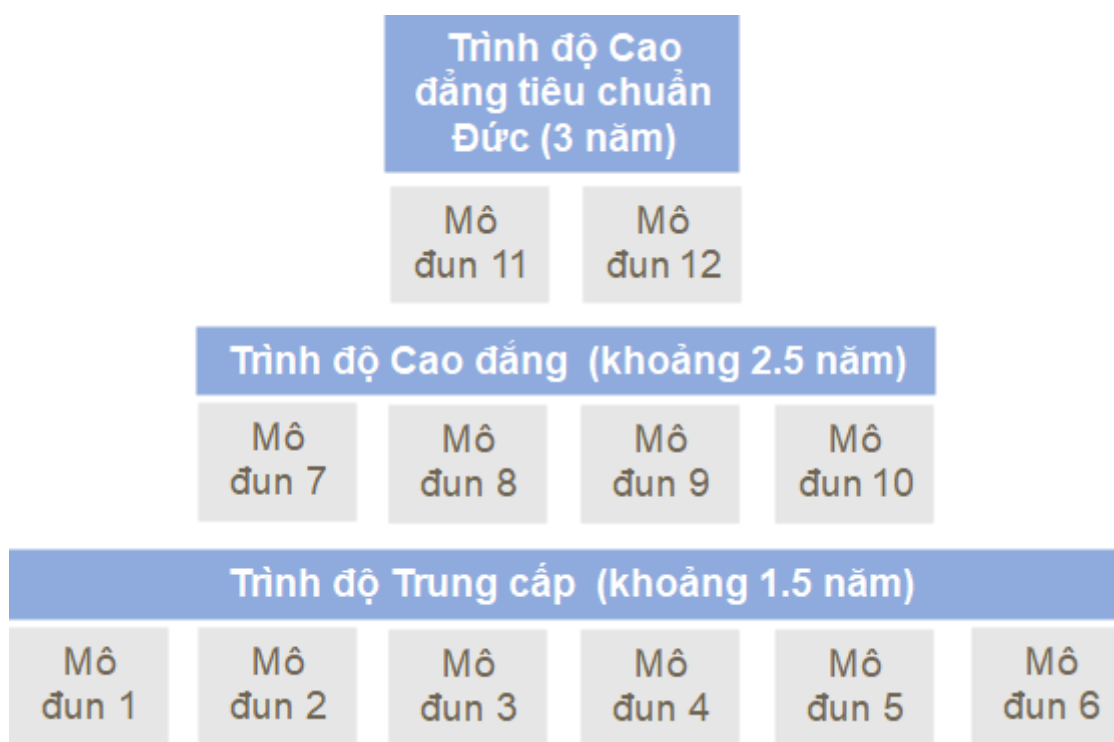 Trình độ Cao
đẳng tiêu chuẩn
Đức (3 năm)
Mô
đun 11
Mô
đun 12
Trình độ Cao đắng (khoảng 2.5 năm)
Mô
đun 7
Mô
đun 8
Mô
đun 9
Mô
đun 10
Trình độ Trung cấp (khoảng 1.5 năm)
Mô
đun 1
Mô
đun 2
Mô
đun 3
Mô
đun 4
Mô
đun 5
Mô
đun 6